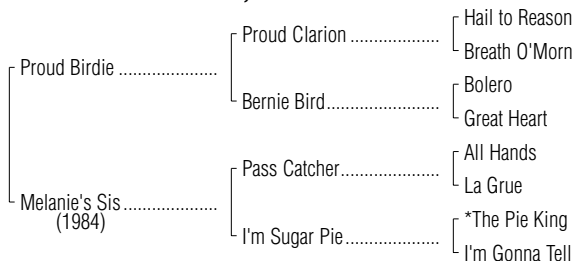 Hail to Reason
Proud Clarion ....................
Breath O'Morn
Proud Birdie ......................
Bolero
Bernie Bird.........................
Great Heart
All Hands
Pass Catcher......................
La Grue
Melanie's Sis .....................
(1984)
*The Pie King
I'm Sugar Pie.....................
I'm Gonna Tell